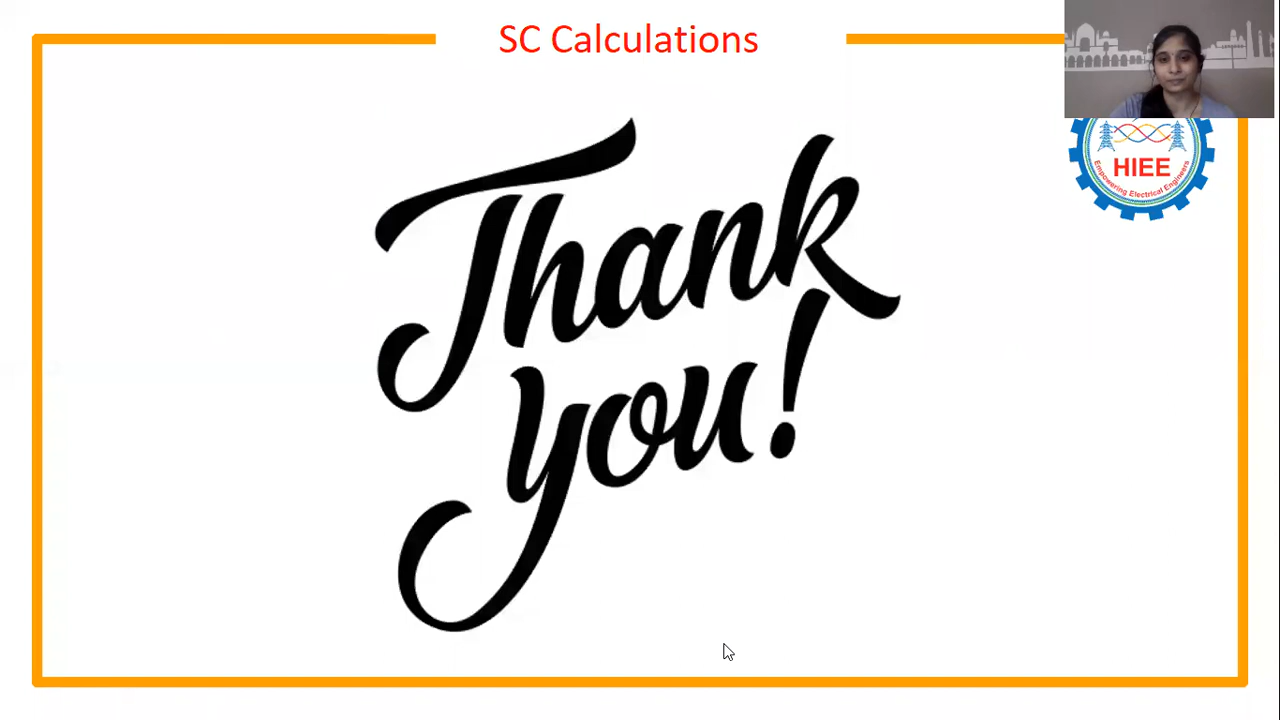 SC Calculations
Thank
you!
HIEE
Empowering Electrical Engineers